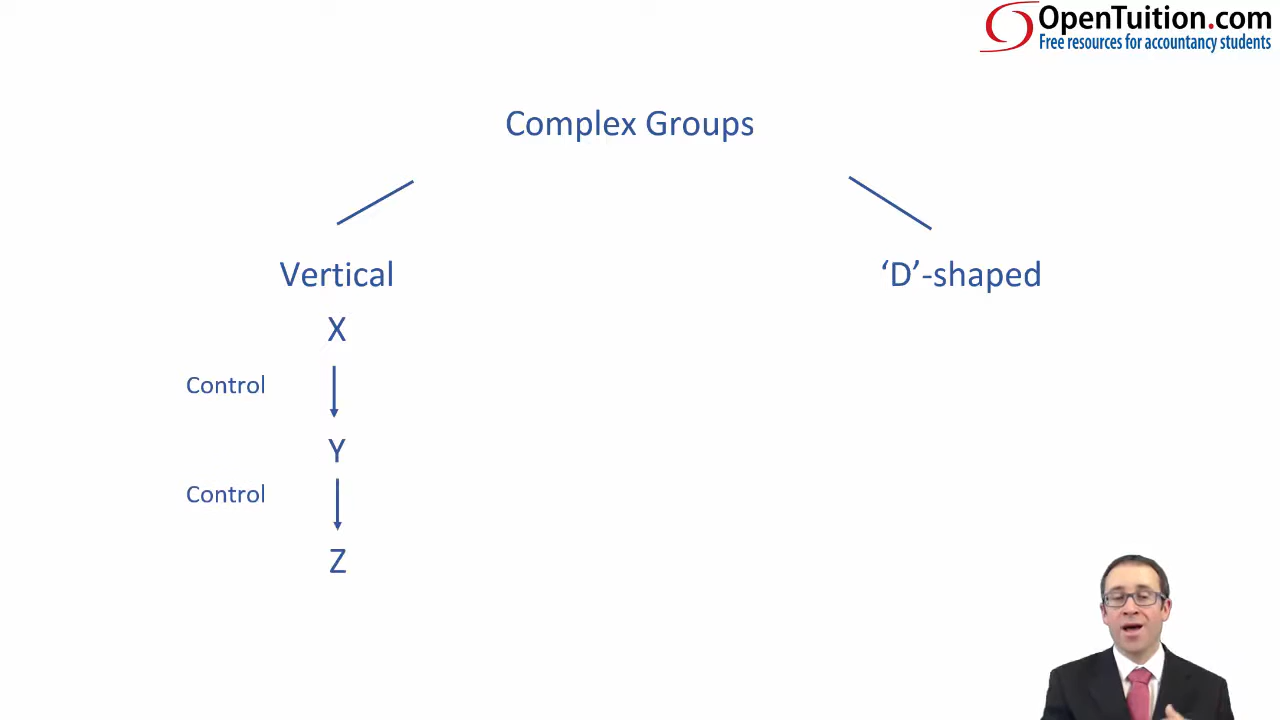 OpenTuition.com
Free resources for accountancy students
Complex Groups
Vertical
‘D’-shaped
X
Control
Y
Control
Z